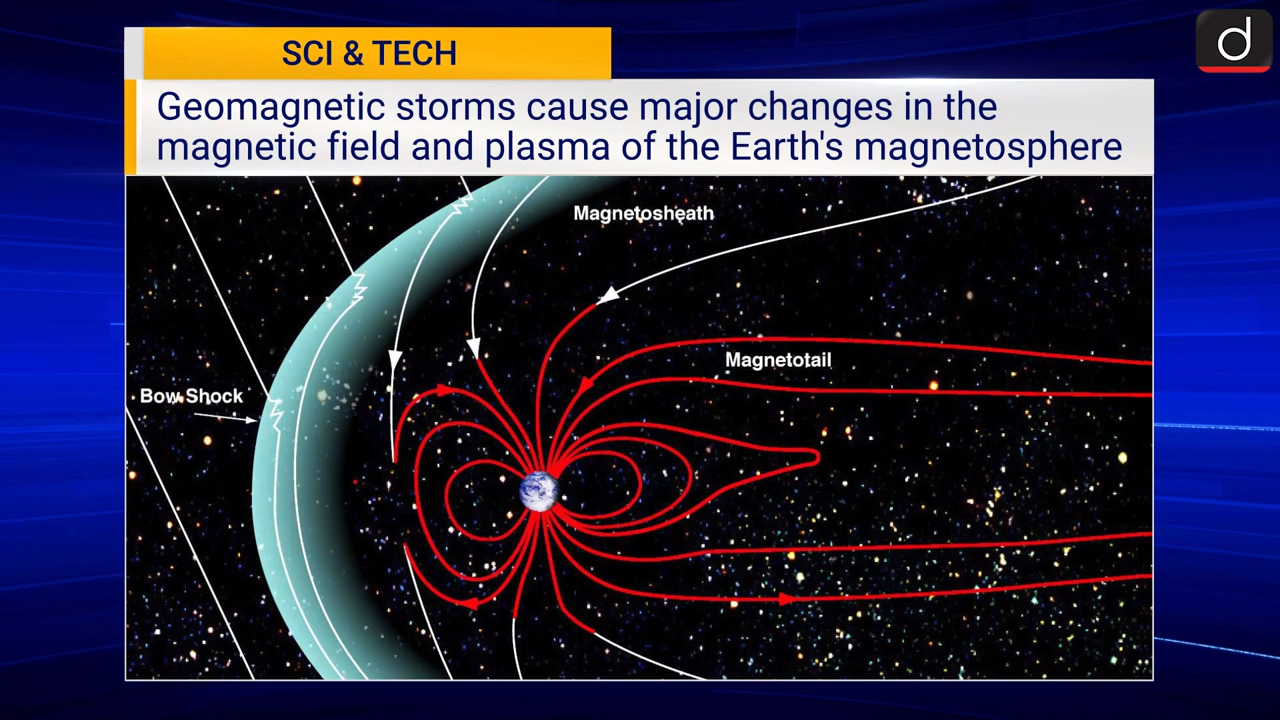 d
SCI & TECH
Geomagnetic storms cause major changes in the
magnetic field and plasma of the Earth's magnetosphere
Magnetosheath
Magnetotail
Bow Shock